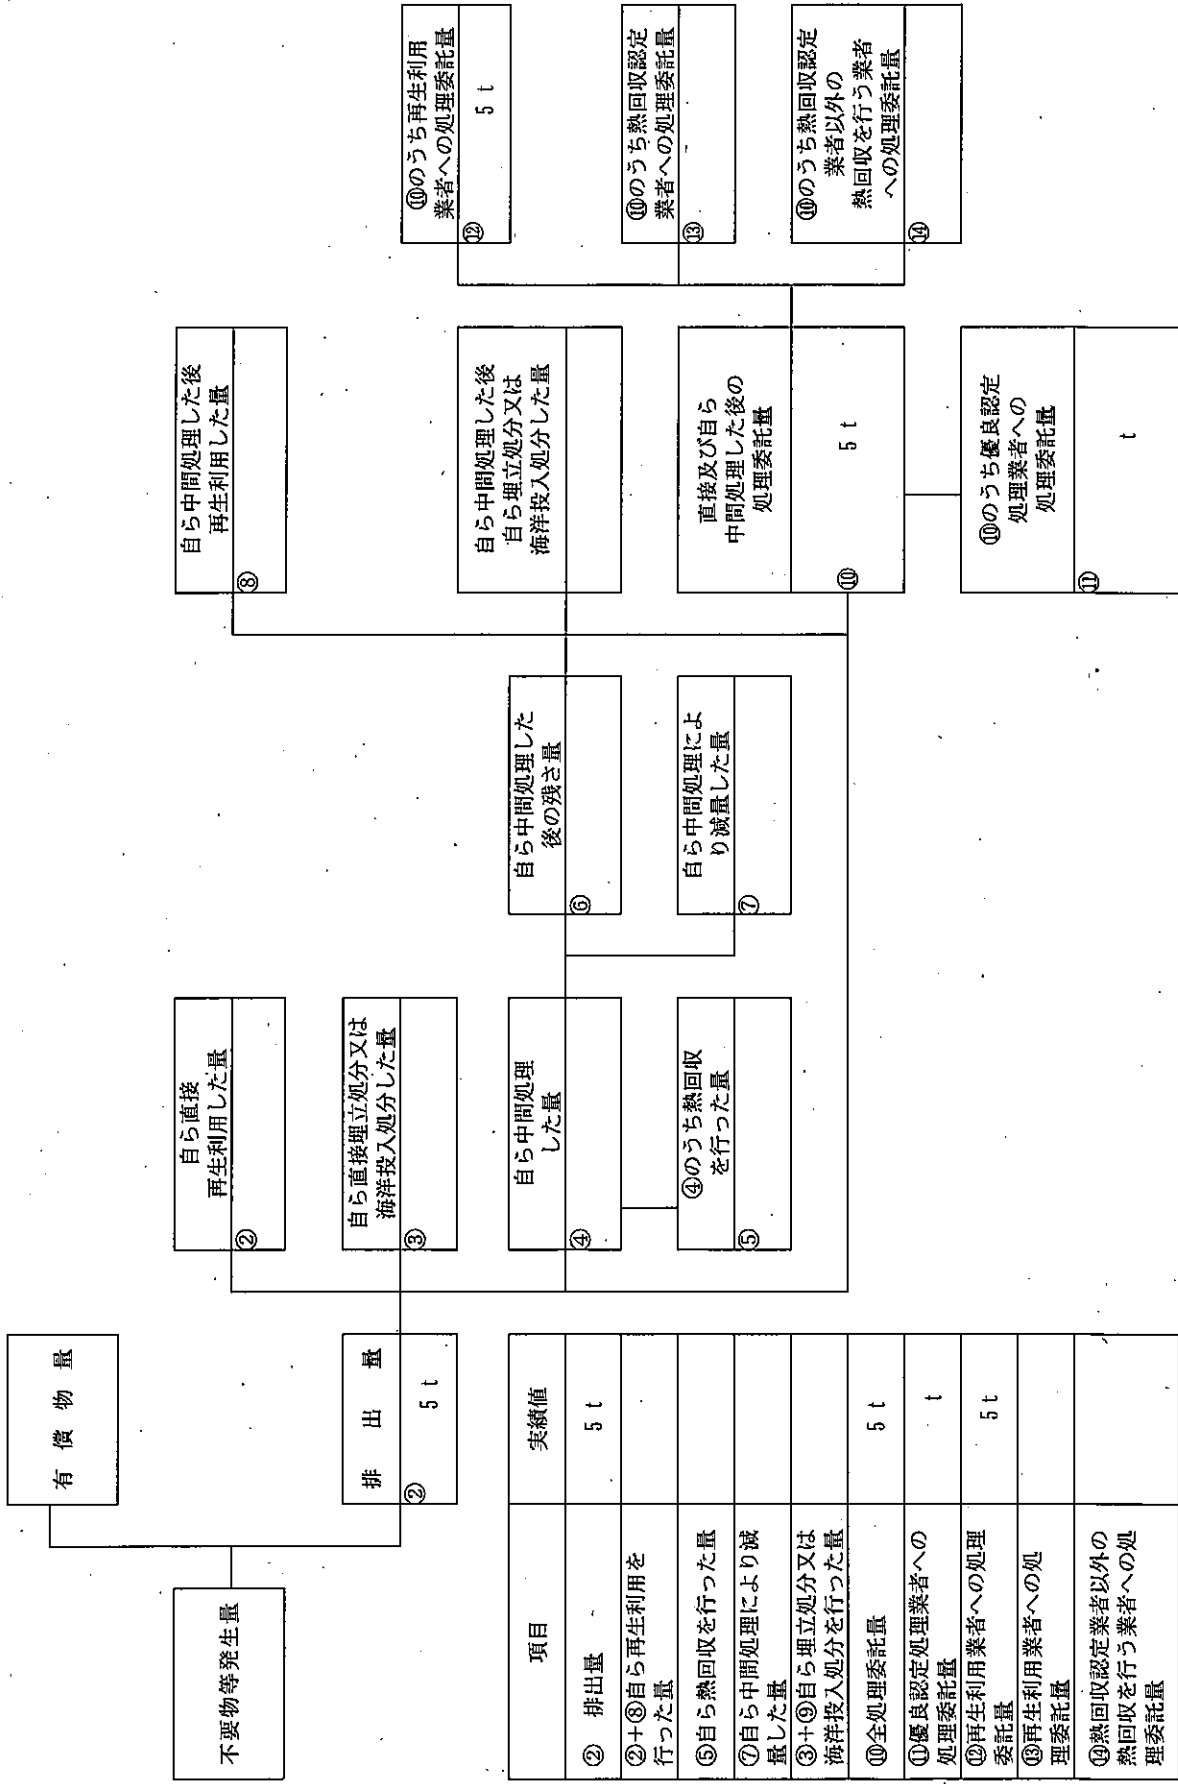 有 償 物 量
不要物等発生量
排 出 量
②
5 t
自ら直接
再生利用した量
②
自ら直接埋立処分又は
海洋投入処分した量
③
自ら中間処理
した量
④
④のうち熱回収
を行った量
⑤
自ら中間処理した
後の残さ量
⑥
自ら中間処理によ
り減量した量
⑦
自ら中間処理した後
再生利用した量
⑧
自ら中間処理した後
自ら埋立処分又は
海洋投入処分した量
直接及び自ら
中間処理した後の
処理委託量
⑩
5 t
⑩のうち優良認定
処理業者への
処理委託量
⑪
t
⑩のうち再生利用
業者への処理委託量
⑫
5 t
⑩のうち熱回収認定
業者への処理委託量
⑬
⑩のうち熱回収認定
業者以外の
熱回収を行う業者
への処理委託量
⑭
項目 実績値
② 排出量 5 t
②+⑧自ら再生利用を
行った量
⑤自ら熱回収を行った量
⑦自ら中間処理により減
量した量
③+⑨自ら埋立処分又は
海洋投入処分を行った量
⑩全処理委託量 5 t
⑪優良認定処理業者への
処理委託量 t
⑫再生利用業者への処理
委託量 5 t
⑬再生利用業者への処
理委託量
⑭熱回収認定業者以外の
熱回収を行う業者への処
理委託量